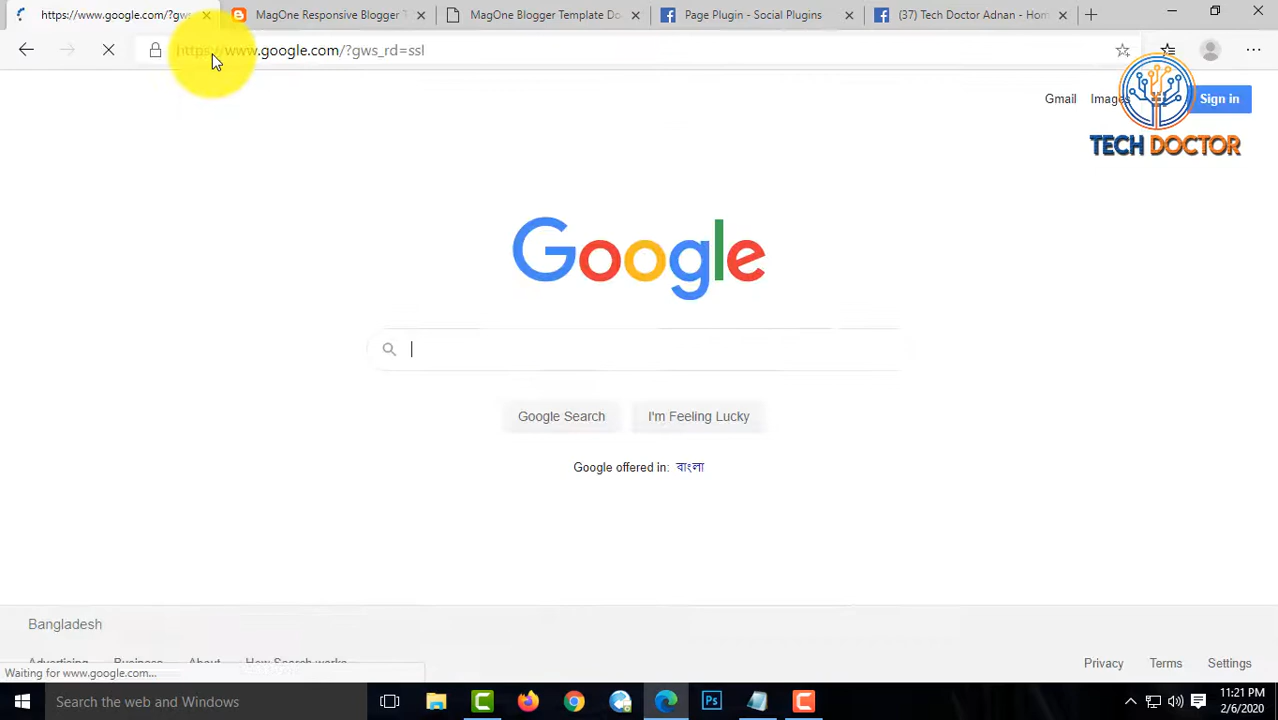 https://www.google.com/?gws
MagOne Responsive Blogger T
MagOne Blogger Template Do
Page Plugin - Social Plugins
(37) Tech Doctor Adnan - Hom
https://www.google.com/?gws_rd=ssl
Gmail
Images
Sign in
TECH DOCTOR
Google
Google Search
I'm Feeling Lucky
Google offered in: বাংলা
Bangladesh
Advertising
Business
About
How Search works
Privacy
Terms
Settings
Waiting for www.google.com...
Search the web and Windows
Ps
11:21 PM
2/6/2020